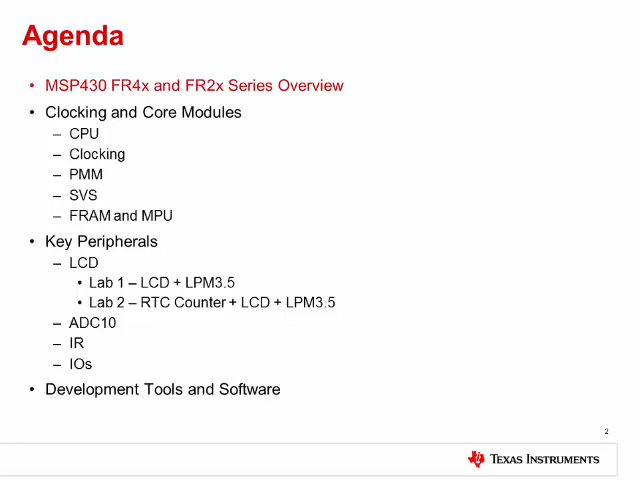 Agenda
• MSP430 FR4x and FR2x Series Overview
• Clocking and Core Modules
– CPU
– Clocking
– PMM
– SVS
– FRAM and MPU
• Key Peripherals
– LCD
• Lab 1 – LCD + LPM3.5
• Lab 2 – RTC Counter + LCD + LPM3.5
– ADC10
– IR
– IOs
• Development Tools and Software
2
TEXAS INSTRUMENTS